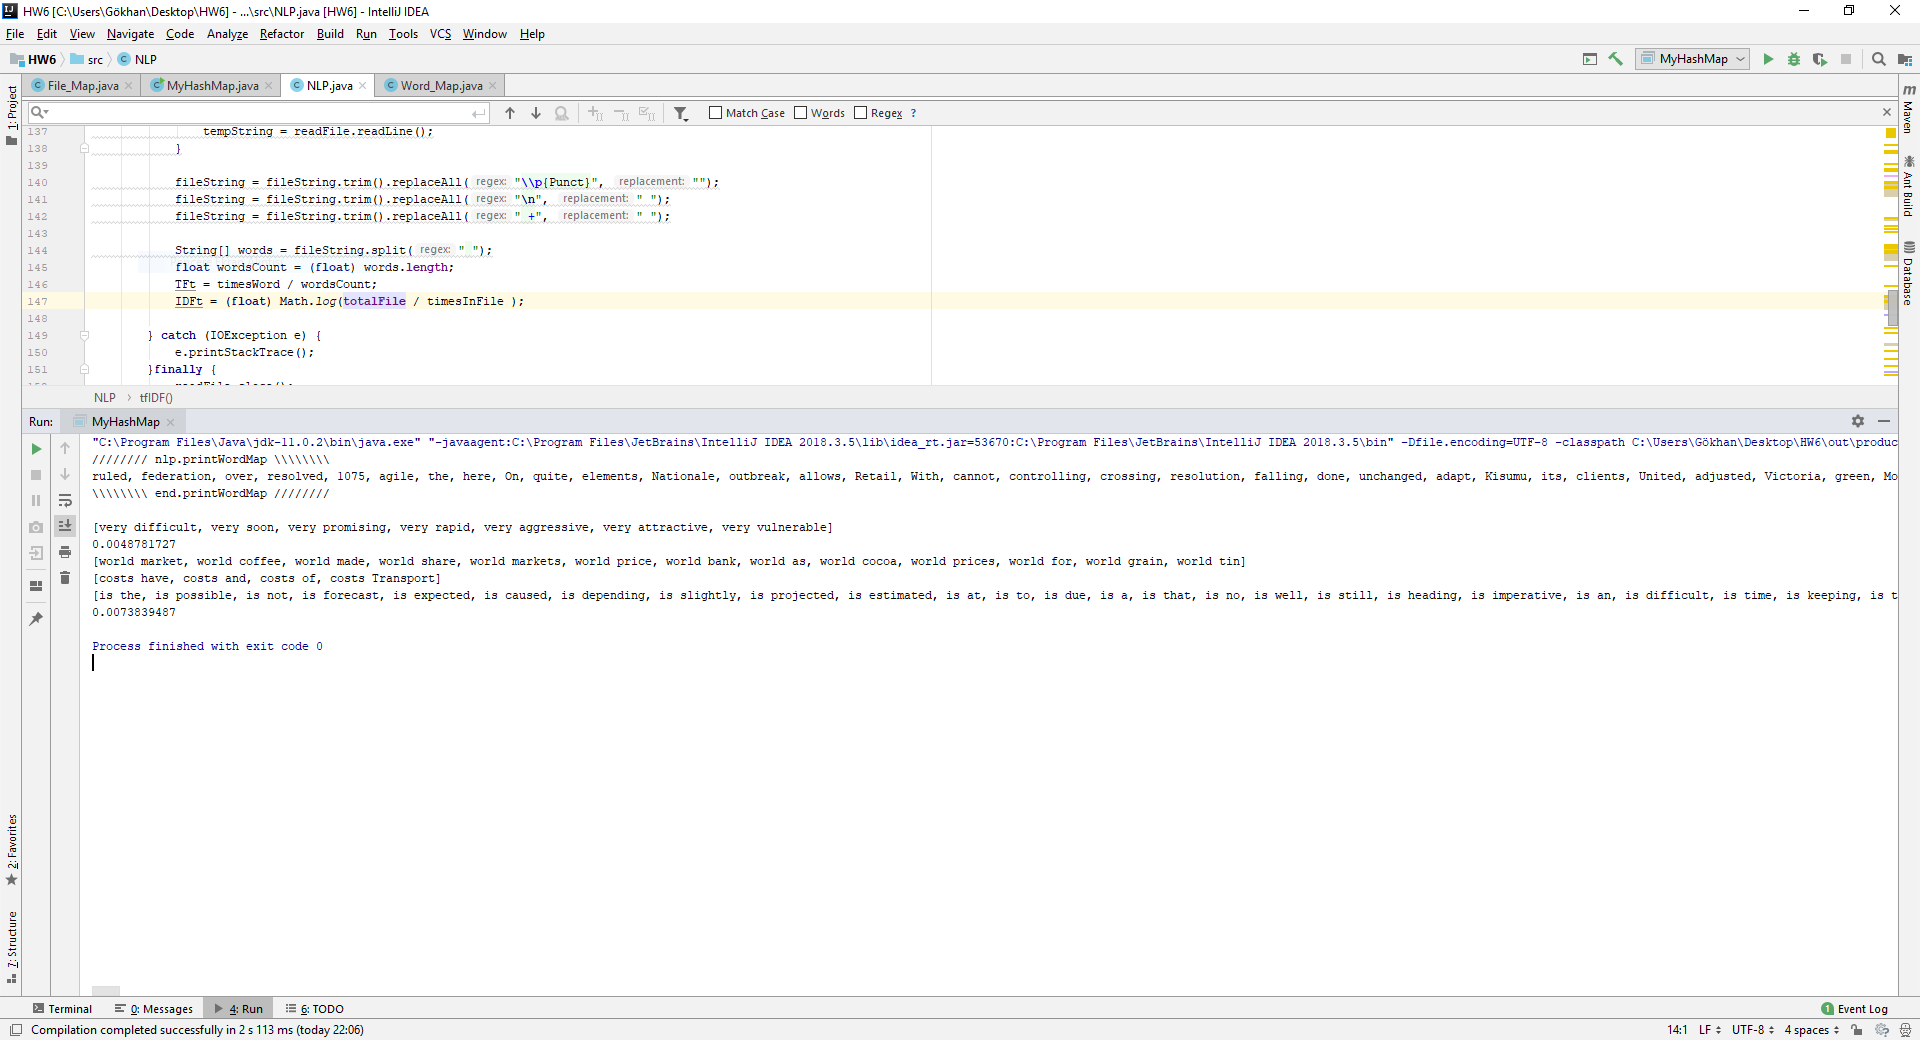 HW6 [C:\Users\Gökhan\Desktop\HW6] - ...\src\NLP.java [HW6] - IntelliJ IDEA
File Edit View Navigate Code Analyze Refactor Build Run Tools VCS Window Help
HW6 src NLP
MyHashMap
File_Map.java MyHashMap.java NLP.java Word_Map.java
Match Case Words Regex ?
137 tempString = readFile.readLine();
138 }
139
140 fileString = fileString.trim().replaceAll( regex: "\\p{Punct}", replacement: "");
141 fileString = fileString.trim().replaceAll( regex: "\n", replacement: " ");
142 fileString = fileString.trim().replaceAll( regex: " +", replacement: " ");
143
144 String[] words = fileString.split( regex: " ");
145 float wordsCount = (float) words.length;
146 TFt = timesWord / wordsCount;
147 IDFt = (float) Math.log(totalFile / timesInFile );
148
149 } catch (IOException e) {
150 e.printStackTrace();
151 }finally {
NLP tfIDF()
Run: MyHashMap
"C:\Program Files\Java\jdk-11.0.2\bin\java.exe" "-javaagent:C:\Program Files\JetBrains\IntelliJ IDEA 2018.3.5\lib\idea_rt.jar=53670:C:\Program Files\JetBrains\IntelliJ IDEA 2018.3.5\bin" -Dfile.encoding=UTF-8 -classpath C:\Users\Gökhan\Desktop\HW6\out\produc
//////// nlp.printWordMap \\\\\\\\
ruled, federation, over, resolved, 1075, agile, the, here, On, quite, elements, Nationale, outbreak, allows, Retail, With, cannot, controlling, crossing, resolution, falling, done, unchanged, adapt, Kisumu, its, clients, United, adjusted, Victoria, green, Mo
\\\\\\\\ end.printWordMap ////////
[very difficult, very soon, very promising, very rapid, very aggressive, very attractive, very vulnerable]
0.0048781727
[world market, world coffee, world made, world share, world markets, world price, world bank, world as, world cocoa, world prices, world for, world grain, world tin]
[costs have, costs and, costs of, costs Transport]
[is the, is possible, is not, is forecast, is expected, is caused, is depending, is slightly, is projected, is estimated, is at, is to, is due, is a, is that, is no, is well, is still, is heading, is imperative, is an, is difficult, is time, is keeping, is t
0.0073839487
Process finished with exit code 0
1: Project
2: Favorites
7: Structure
m Maven
Ant Build
Database
Terminal 0: Messages 4: Run 6: TODO
1 Event Log
Compilation completed successfully in 2 s 113 ms (today 22:06)
14:1 LF UTF-8 4 spaces